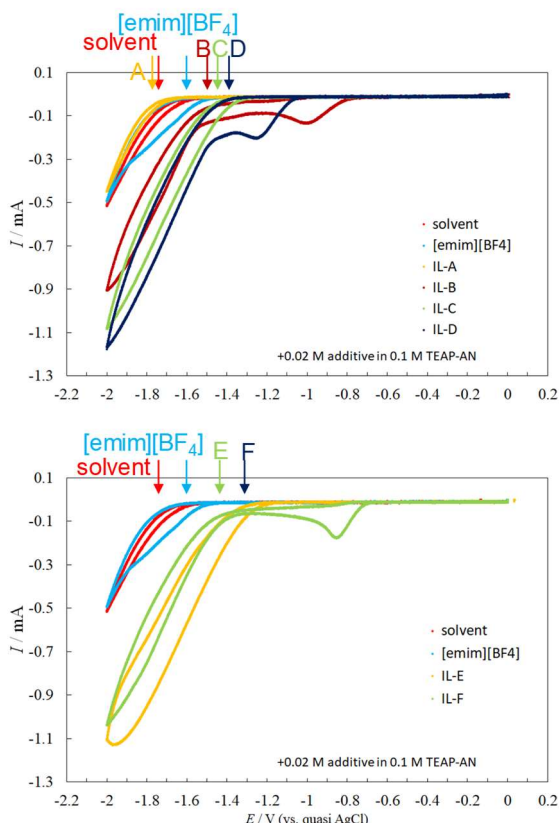 [emim][BF4]
solvent
A
B C D
0.1
-0.1
-0.3
-0.5
-0.7
-0.9
-1.1
-1.3
I / mA
solvent
[emim][BF4]
IL-A
IL-B
IL-C
IL-D
+0.02 M additive in 0.1 M TEAP-AN
-2.2 -2 -1.8 -1.6 -1.4 -1.2 -1 -0.8 -0.6 -0.4 -0.2 0 0.2
[emim][BF4]
solvent
E
F
0.1
-0.1
-0.3
-0.5
-0.7
-0.9
-1.1
-1.3
I / mA
solvent
[emim][BF4]
IL-E
IL-F
+0.02 M additive in 0.1 M TEAP-AN
-2.2 -2 -1.8 -1.6 -1.4 -1.2 -1 -0.8 -0.6 -0.4 -0.2 0 0.2
E / V (vs. quasi AgCl)